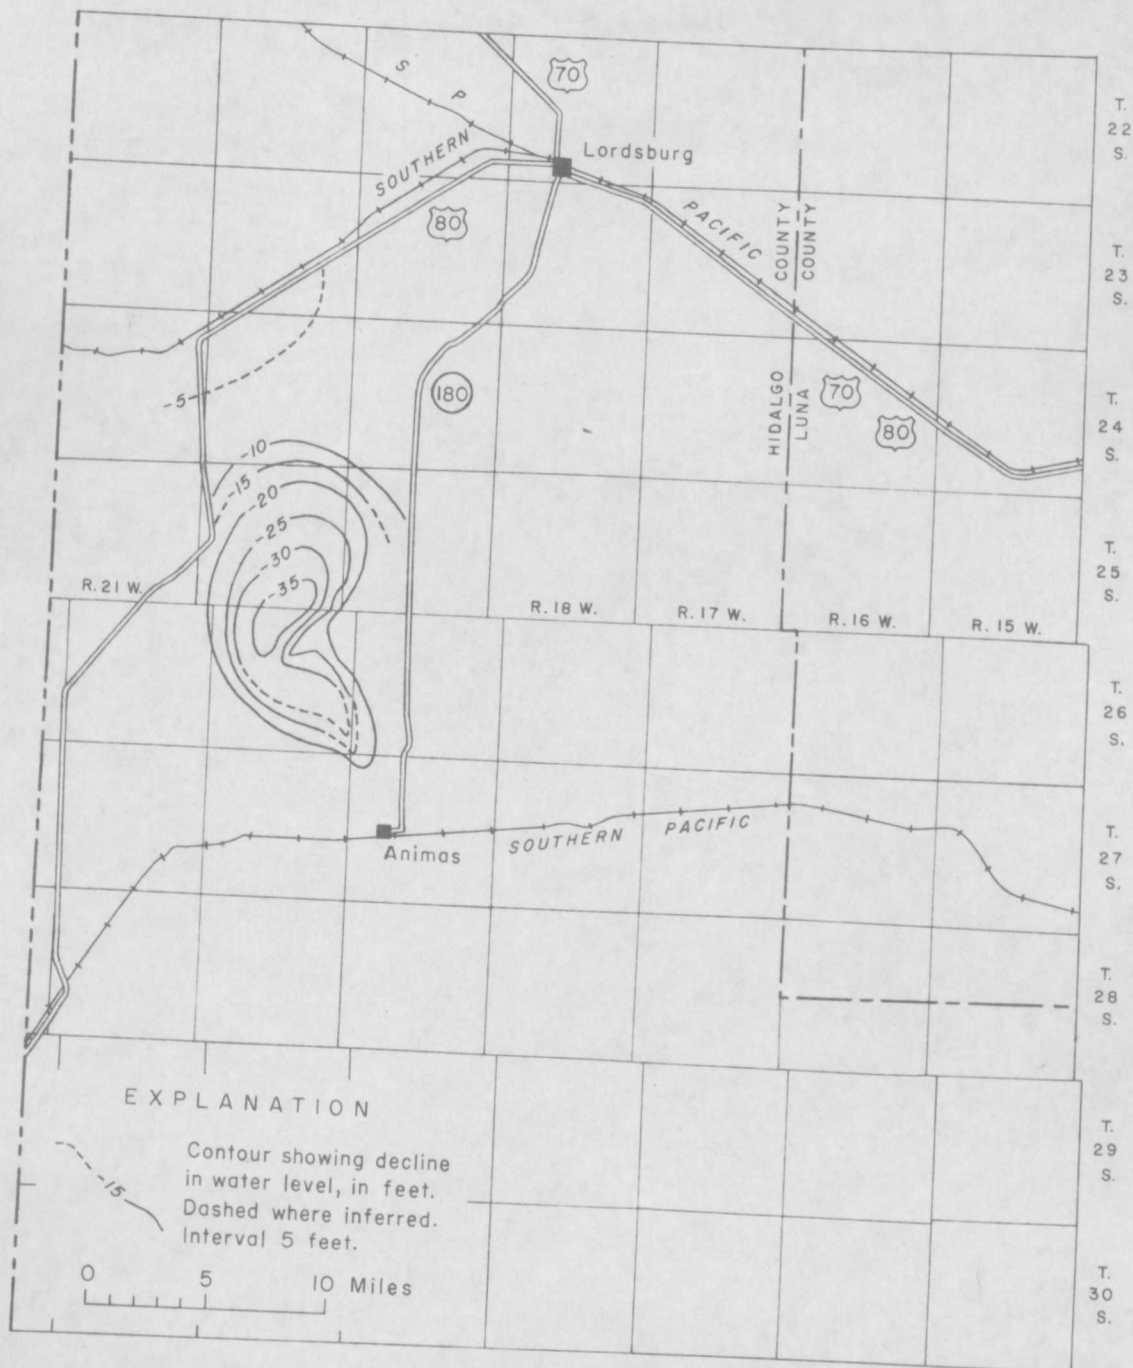 70
S P
Lordsburg
SOUTHERN
80
PACIFIC
COUNTY
COUNTY
HIDALGO
LUNA
70
80
180
-5
-10
-15
-20
-25
-30
-35
R. 21 W.
R. 18 W.
R. 17 W.
R. 16 W.
R. 15 W.
Animas
SOUTHERN PACIFIC
T.
22
S.
T.
23
S.
T.
24
S.
T.
25
S.
T.
26
S.
T.
27
S.
T.
28
S.
T.
29
S.
T.
30
S.
EXPLANATION
-15
Contour showing decline
in water level, in feet.
Dashed where inferred.
Interval 5 feet.
0 5 10 Miles